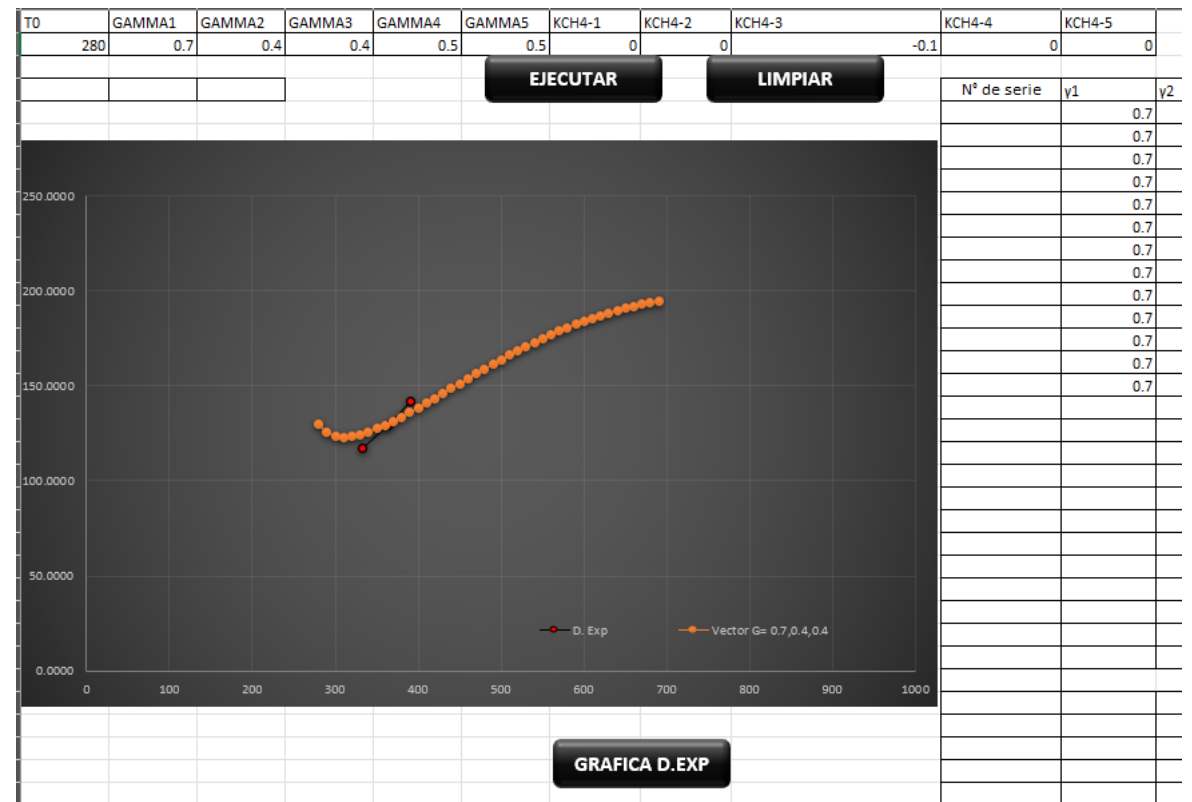 T0 GAMMA1 GAMMA2 GAMMA3 GAMMA4 GAMMA5 KCH4-1 KCH4-2 KCH4-3 KCH4-4 KCH4-5
280 0.7 0.4 0.4 0.5 0.5 0 0 -0.1 0 0
EJECUTAR LIMPIAR
N° de serie γ1 γ2
0.7
0.7
0.7
0.7
0.7
0.7
0.7
0.7
0.7
0.7
0.7
0.7
0.7
250.0000
200.0000
150.0000
100.0000
50.0000
0.0000
D. Exp Vector G= 0.7,0.4,0.4
0 100 200 300 400 500 600 700 800 900 1000
GRAFICA D.EXP